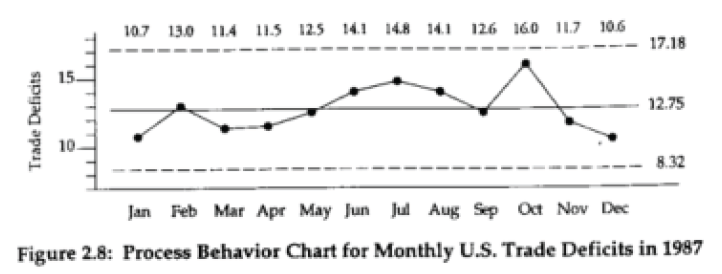 10.7 13.0 11.4 11.5 12.5 14.1 14.8 14.1 12.6 16.0 11.7 10.6
17.18
15
12.75
10
8.32
Trade Deficits
Jan Feb Mar Apr May Jun Jul Aug Sep Oct Nov Dec
Figure 2.8: Process Behavior Chart for Monthly U.S. Trade Deficits in 1987